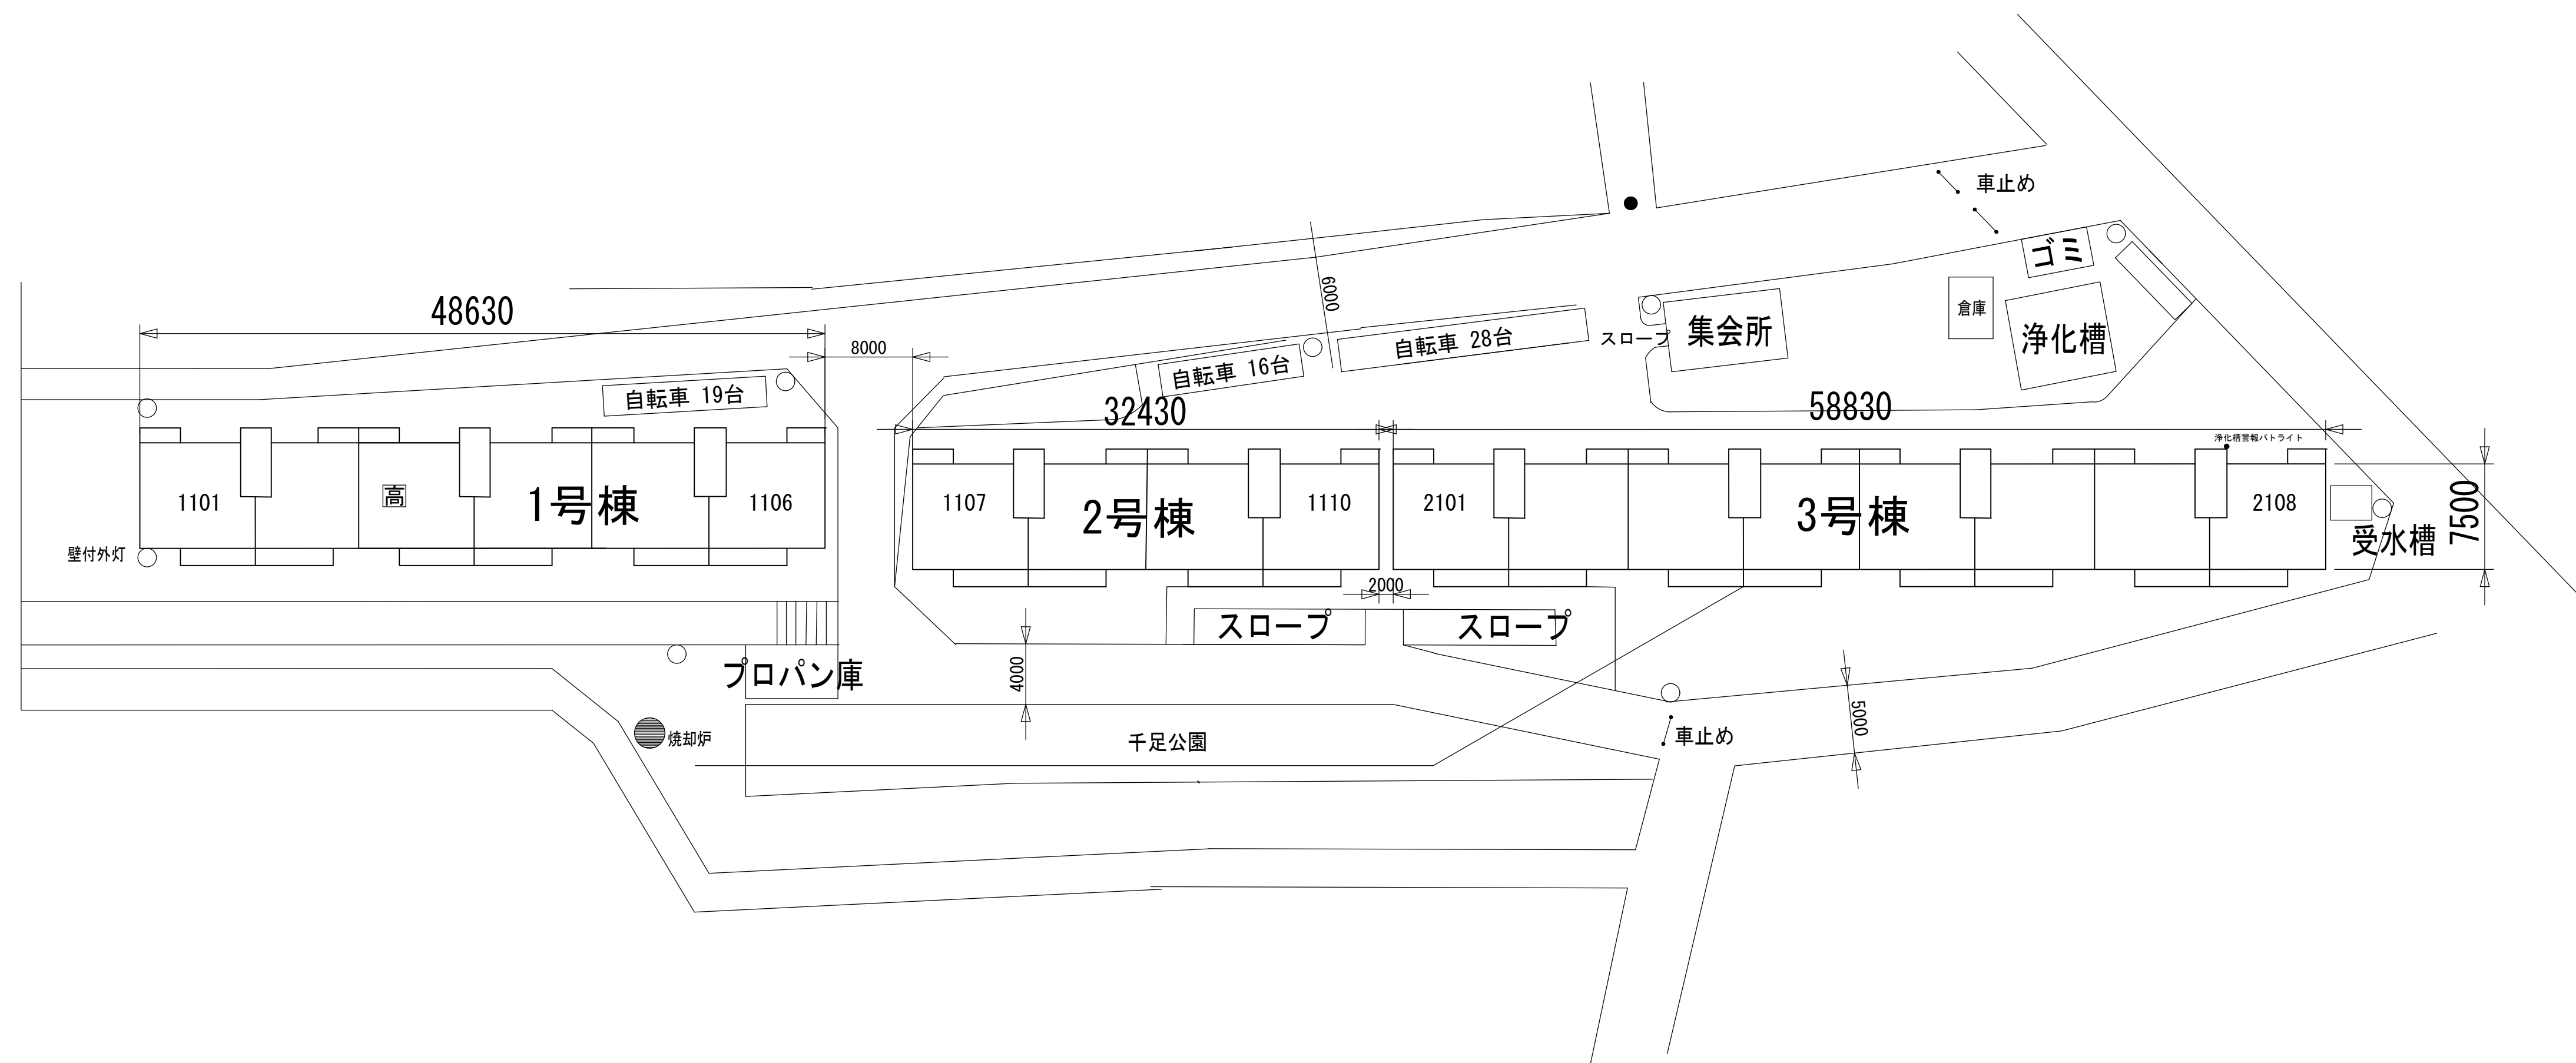 車止め
ゴミ
倉庫
浄化槽
48630
6000
自転車 28台
スロープ
集会所
8000
自転車 16台
自転車 19台
32430
58830
浄化槽警報パトライト
1101
高
1号棟
1106
1107
2号棟
1110
2101
3号棟
2108
7500
受水槽
壁付外灯
2000
スロープ
スロープ
プロパン庫
4000
5000
焼却炉
千足公園
車止め